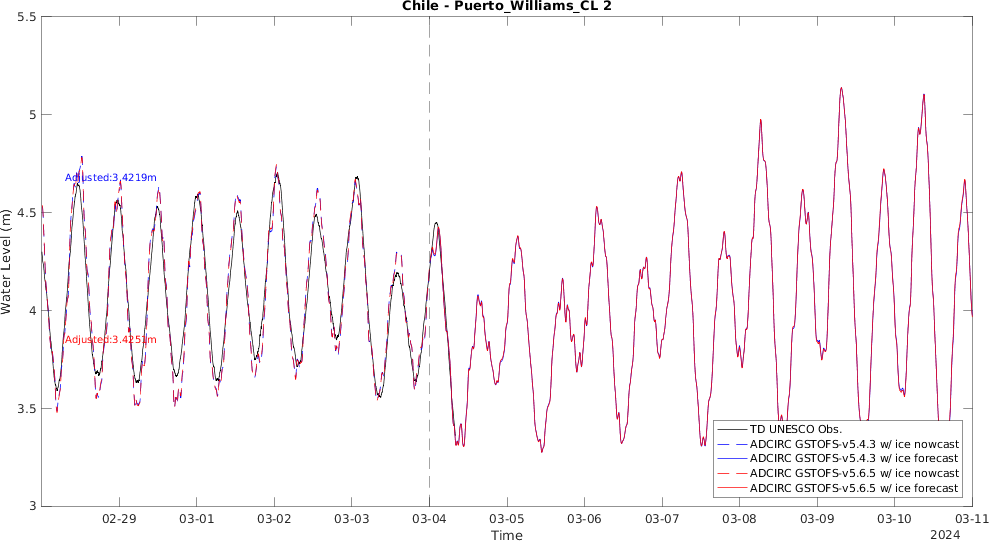 Chile - Puerto_Williams_CL 2
5.5
5
4.5
4
3.5
3
Water Level (m)
Adjusted:3.4219m
Adjusted:3.4251m
TD UNESCO Obs.
ADCIRC GSTOFS-v5.4.3 w/ ice nowcast
ADCIRC GSTOFS-v5.4.3 w/ ice forecast
ADCIRC GSTOFS-v5.6.5 w/ ice nowcast
ADCIRC GSTOFS-v5.6.5 w/ ice forecast
02-29 03-01 03-02 03-03 03-04 03-05 03-06 03-07 03-08 03-09 03-10 03-11
Time
2024